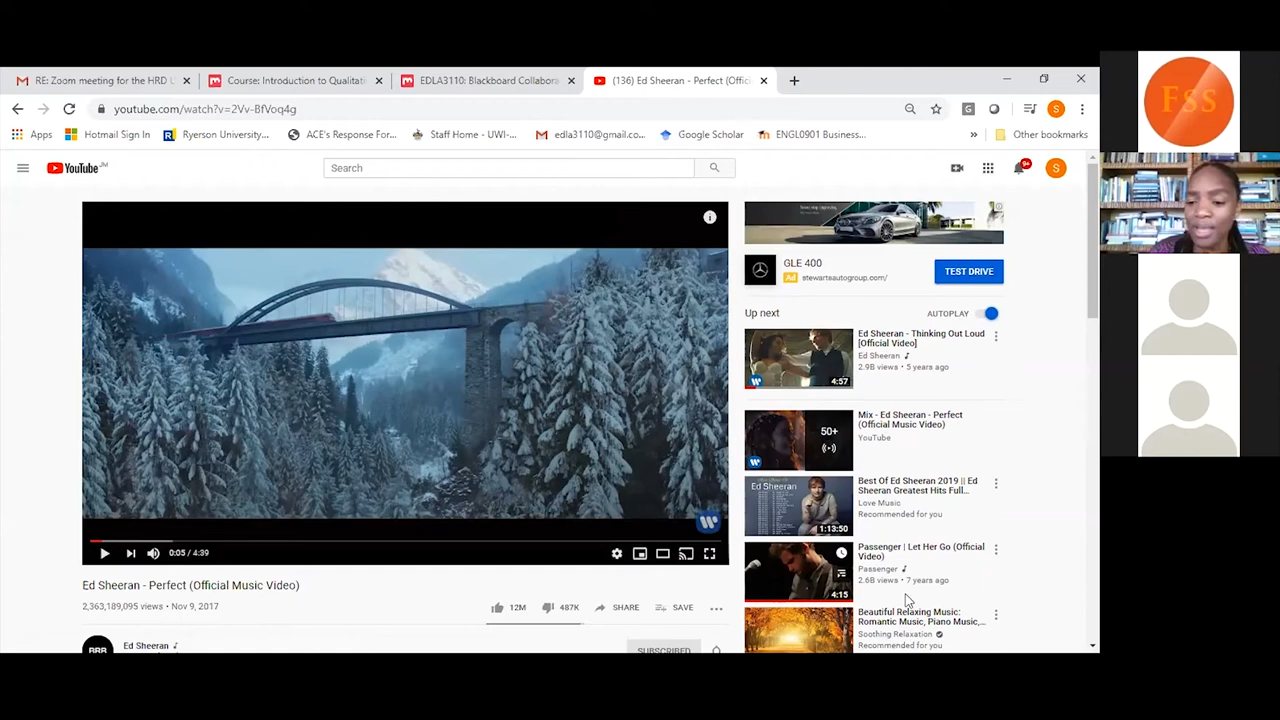 RE: Zoom meeting for the HRD U
Course: Introduction to Qualitati
EDLA3110: Blackboard Collabora
(136) Ed Sheeran - Perfect (Offic
youtube.com/watch?v=2Vv-BfVoq4g
Apps
Hotmail Sign In
Ryerson University...
ACE's Response For...
Staff Home - UWI-...
edla3110@gmail.co...
Google Scholar
ENGL0901 Business...
»
Other bookmarks
YouTube JM
Search
9+
S
FSS
GLE 400
Ad stewartsautogroup.com/
TEST DRIVE
Up next
AUTOPLAY
Ed Sheeran - Thinking Out Loud
[Official Video]
Ed Sheeran
2.9B views • 5 years ago
4:57
Mix - Ed Sheeran - Perfect
(Official Music Video)
YouTube
50+
Best Of Ed Sheeran 2019 || Ed
Sheeran Greatest Hits Full...
Love Music
Recommended for you
Ed Sheeran
1:13:50
Passenger | Let Her Go (Official
Video)
Passenger
2.6B views • 7 years ago
4:15
Beautiful Relaxing Music:
Romantic Music, Piano Music,...
Soothing Relaxation
Recommended for you
0:05 / 4:39
Ed Sheeran - Perfect (Official Music Video)
2,363,189,095 views • Nov 9, 2017
12M
487K
SHARE
SAVE
Ed Sheeran
SUBSCRIBED